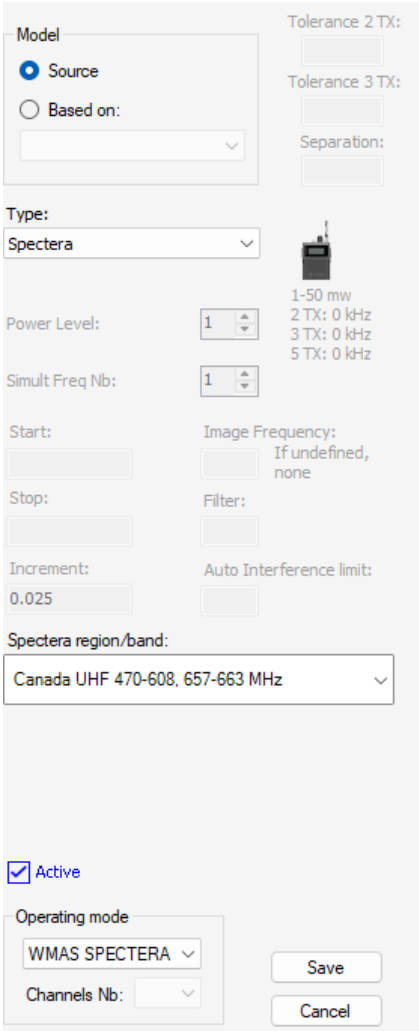 Model
Source
Based on:
Tolerance 2 TX:
Tolerance 3 TX:
Separation:
Type:
Spectera
1-50 mw
2 TX: 0 kHz
3 TX: 0 kHz
5 TX: 0 kHz
Power Level:
1
Simult Freq Nb:
1
Start:
Image Frequency:
If undefined,
none
Stop:
Filter:
Increment:
0.025
Auto Interference limit:
Spectera region/band:
Canada UHF 470-608, 657-663 MHz
Active
Operating mode
WMAS SPECTERA
Channels Nb:
Save
Cancel